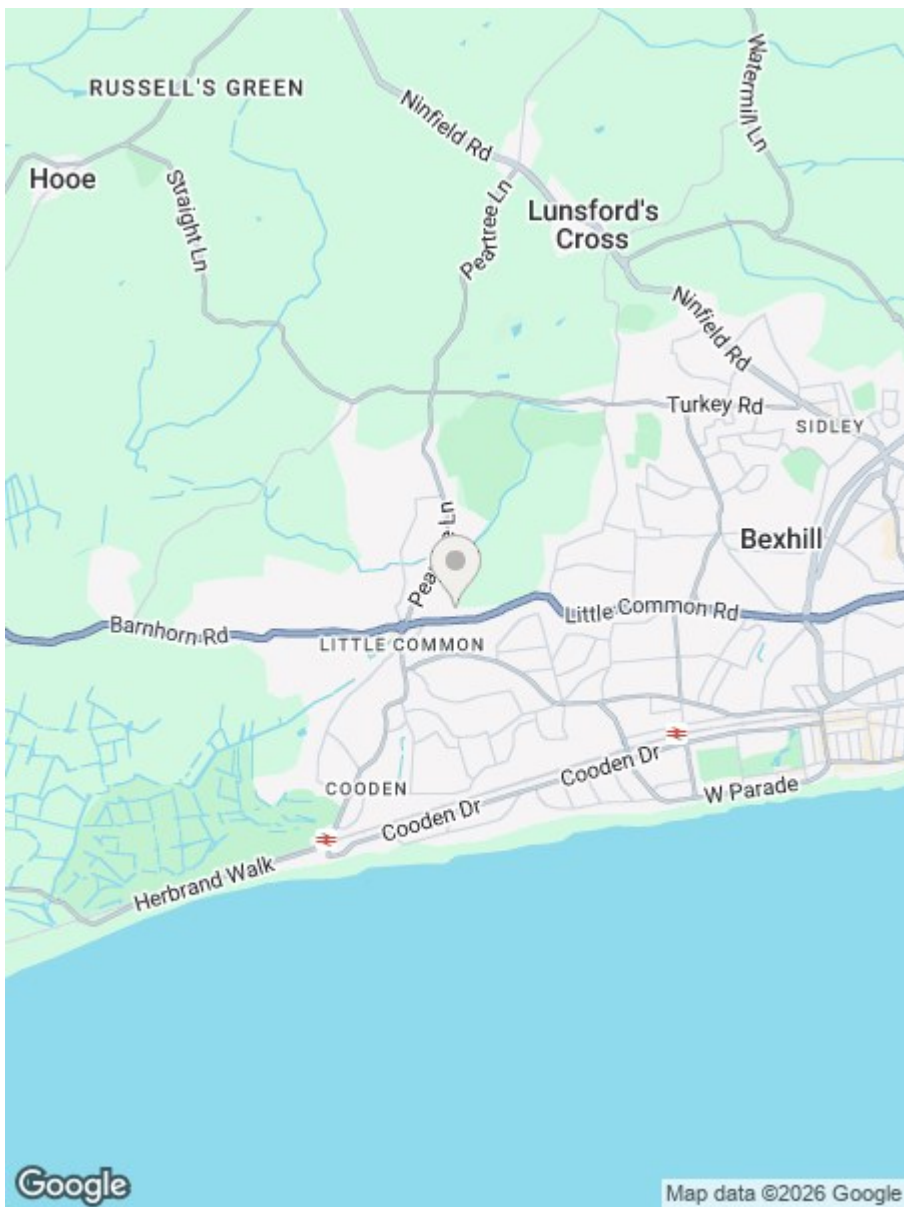 RUSSELL'S GREEN
Hooe
Straight Ln
Ninfield Rd
Peartree Ln
Watermill Ln
Lunsford's
Cross
Ninfield Rd
Turkey Rd
SIDLEY
Bexhill
Barnhorn Rd
LITTLE COMMON
Little Common Rd
COODEN
Cooden Dr
Cooden Dr
W Parade
Herbrand Walk
Google
Map data ©2026 Google